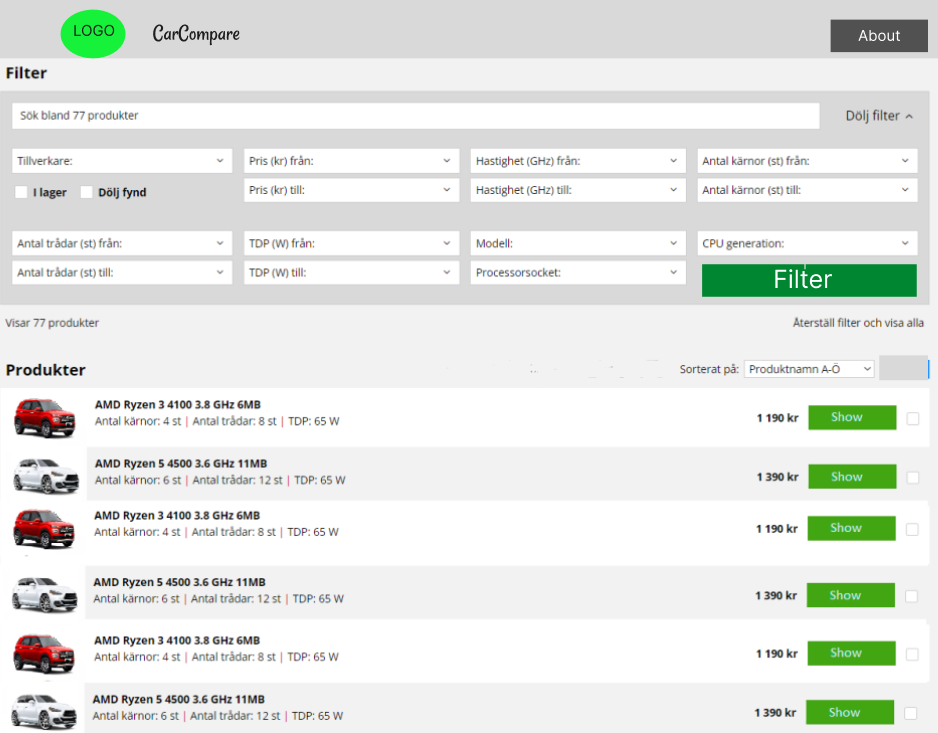 LOGO
CarCompare
About
Filter
Sök bland 77 produkter
Dölj filter
Tillverkare:
Pris (kr) från:
Hastighet (GHz) från:
Antal kärnor (st) från:
I lager
Dölj fynd
Pris (kr) till:
Hastighet (GHz) till:
Antal kärnor (st) till:
Antal trådar (st) från:
TDP (W) från:
Modell:
CPU generation:
Antal trådar (st) till:
TDP (W) till:
Processorsocket:
Filter
Visar 77 produkter
Återställ filter och visa alla
Produkter
Sorterat på:
Produktnamn A-Ö
AMD Ryzen 3 4100 3.8 GHz 6MB
Antal kärnor: 4 st | Antal trådar: 8 st | TDP: 65 W
1 190 kr
Show
AMD Ryzen 5 4500 3.6 GHz 11MB
Antal kärnor: 6 st | Antal trådar: 12 st | TDP: 65 W
1 390 kr
Show
AMD Ryzen 3 4100 3.8 GHz 6MB
Antal kärnor: 4 st | Antal trådar: 8 st | TDP: 65 W
1 190 kr
Show
AMD Ryzen 5 4500 3.6 GHz 11MB
Antal kärnor: 6 st | Antal trådar: 12 st | TDP: 65 W
1 390 kr
Show
AMD Ryzen 3 4100 3.8 GHz 6MB
Antal kärnor: 4 st | Antal trådar: 8 st | TDP: 65 W
1 190 kr
Show
AMD Ryzen 5 4500 3.6 GHz 11MB
Antal kärnor: 6 st | Antal trådar: 12 st | TDP: 65 W
1 390 kr
Show